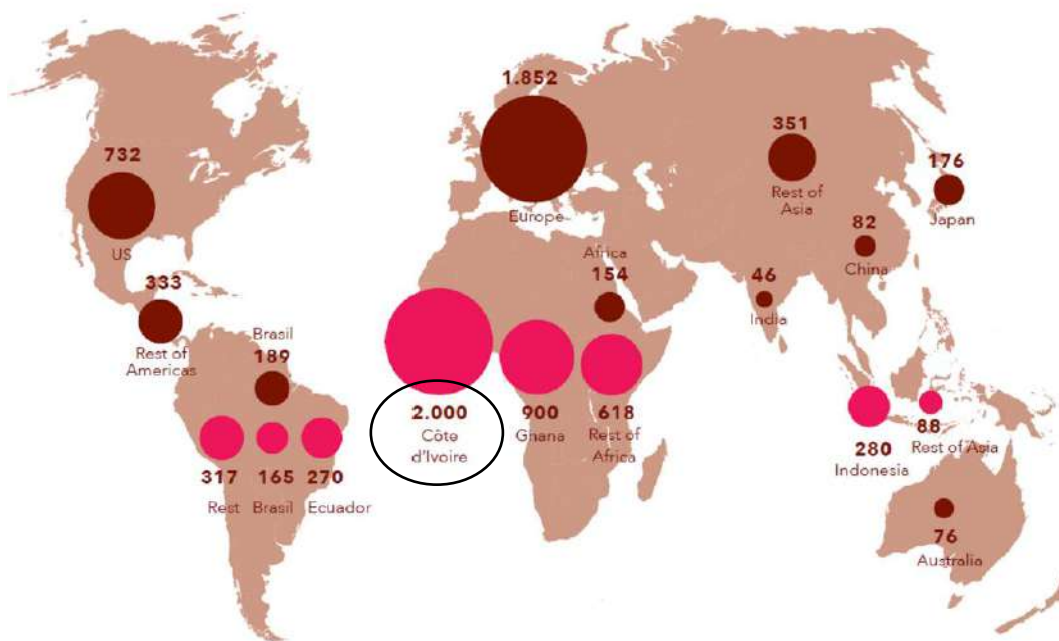 1.852
Europe
732
US
351
Rest of
Asia
176
Japan
82
China
46
India
Africa
154
333
Rest of
Americas
Brasil
189
2.000
Côte
d'Ivoire
900
Ghana
618
Rest of
Africa
317
Rest
165
Brasil
270
Ecuador
280
Indonesia
88
Rest of Asia
76
Australia